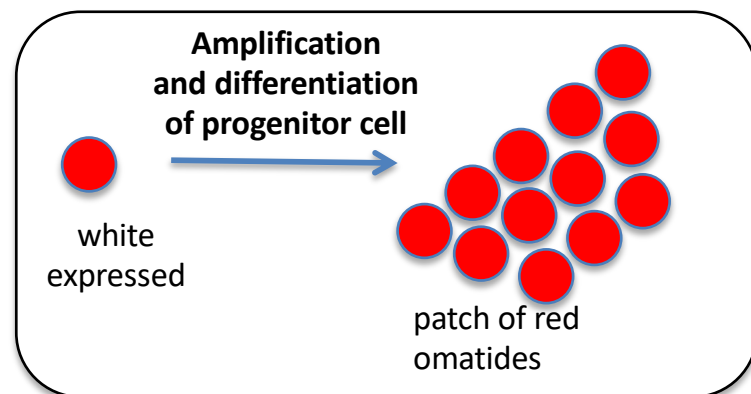 Amplification
and differentiation
of progenitor cell
white
expressed
patch of red
omatides